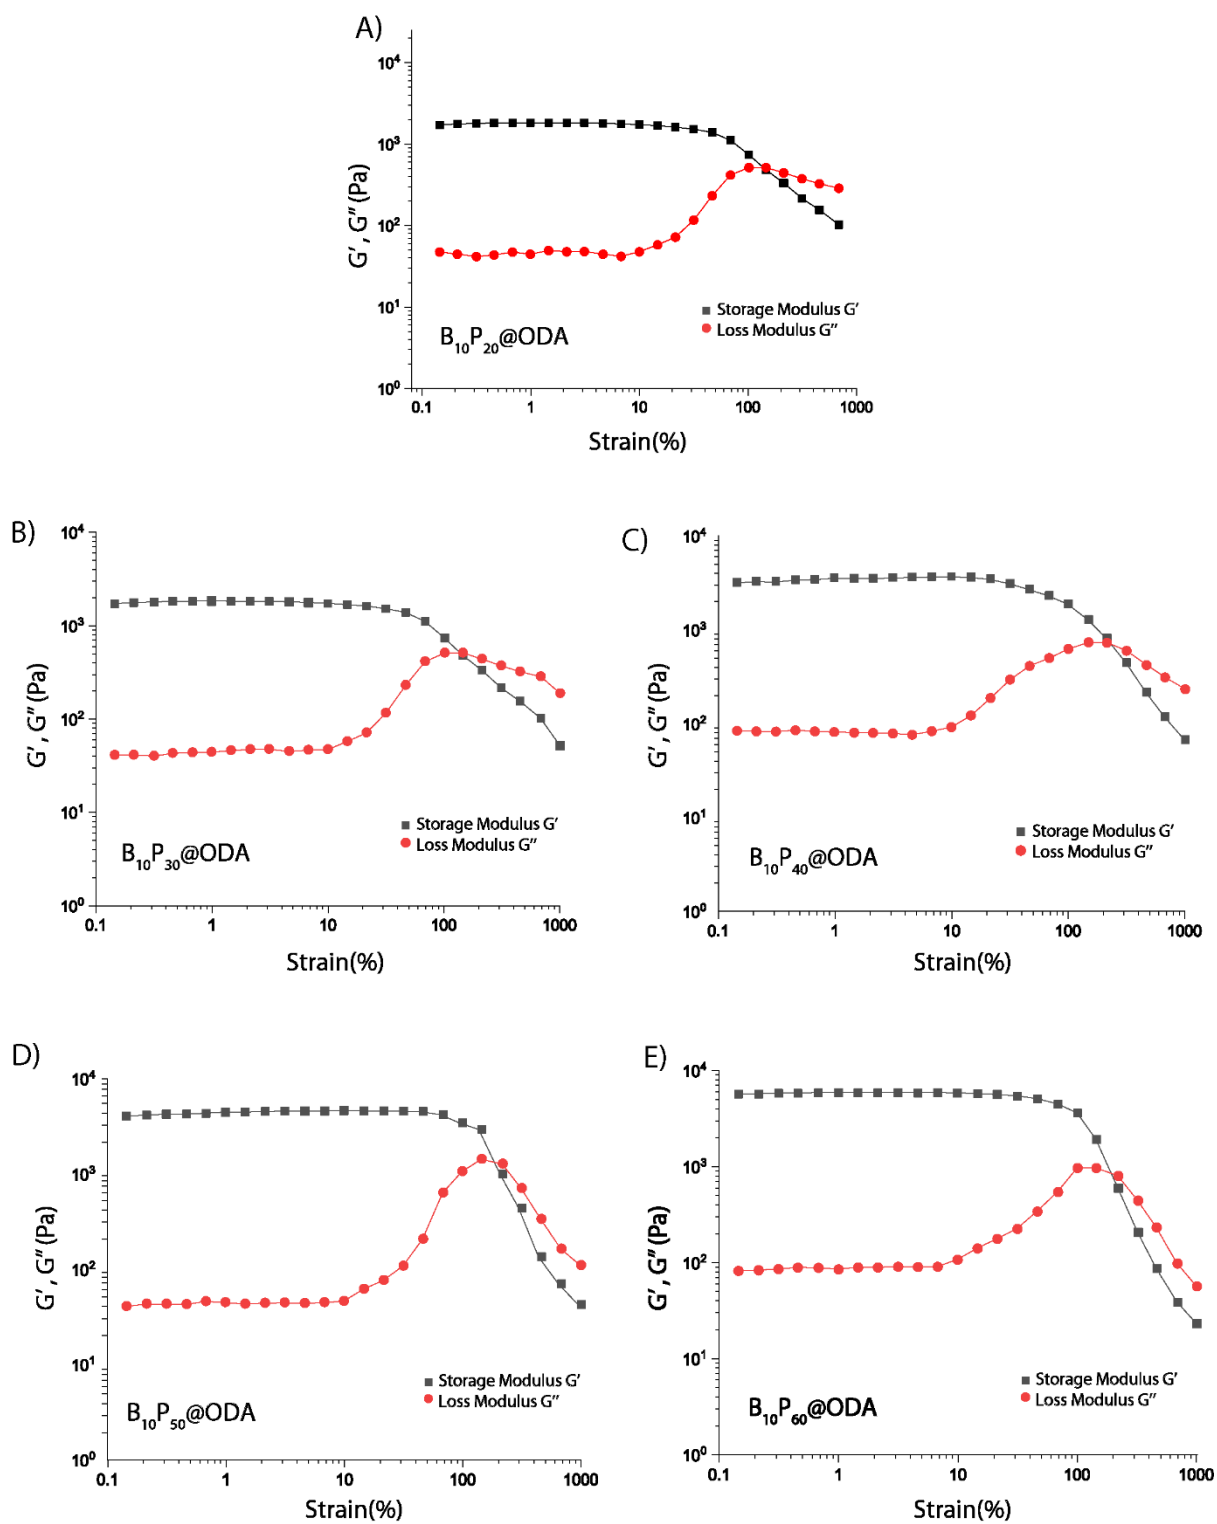 A)
10⁴
10³
10²
10¹
10⁰
G′, G″ (Pa)
Storage Modulus G′
Loss Modulus G″
B₁₀P₂₀@ODA
0.1 1 10 100 1000
Strain(%)
B)
10⁴
10³
10²
10¹
10⁰
G′, G″ (Pa)
Storage Modulus G′
Loss Modulus G″
B₁₀P₃₀@ODA
0.1 1 10 100 1000
Strain(%)
C)
10⁴
10³
10²
10¹
10⁰
G′, G″ (Pa)
Storage Modulus G′
Loss Modulus G″
B₁₀P₄₀@ODA
0.1 1 10 100 1000
Strain(%)
D)
10⁴
10³
10²
10¹
10⁰
G′, G″ (Pa)
Storage Modulus G′
Loss Modulus G″
B₁₀P₅₀@ODA
0.1 1 10 100 1000
Strain(%)
E)
10⁴
10³
10²
10¹
10⁰
G′, G″ (Pa)
Storage Modulus G′
Loss Modulus G″
B₁₀P₆₀@ODA
0.1 1 10 100 1000
Strain(%)